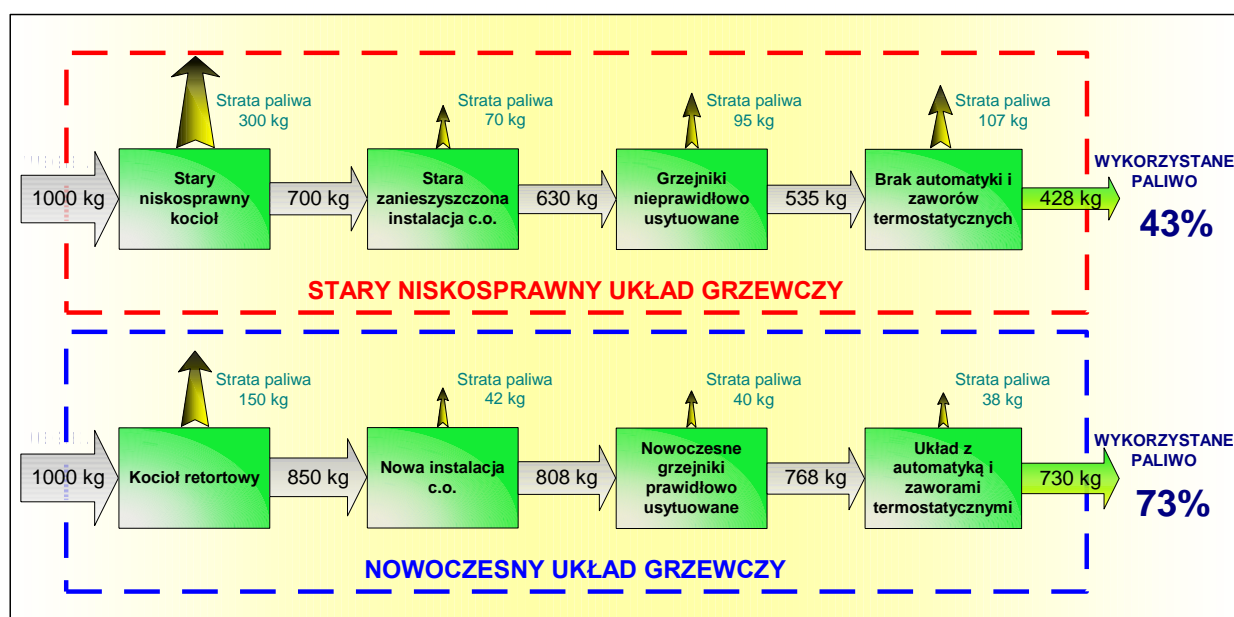 Strata paliwa
300 kg
Strata paliwa
70 kg
Strata paliwa
95 kg
Strata paliwa
107 kg
1000 kg
Stary
niskosprawny
kocioł
700 kg
Stara
zanieszyszczona
instalacja c.o.
630 kg
Grzejniki
nieprawidłowo
usytuowane
535 kg
Brak automatyki i
zaworów
termostatycznych
428 kg
WYKORZYSTANE
PALIWO
43%
STARY NISKOSPRAWNY UKŁAD GRZEWCZY
Strata paliwa
150 kg
Strata paliwa
42 kg
Strata paliwa
40 kg
Strata paliwa
38 kg
1000 kg
Kocioł retortowy
850 kg
Nowa instalacja
c.o.
808 kg
Nowoczesne
grzejniki
prawidłowo
usytuowane
768 kg
Układ z
automatyką i
zaworami
termostatycznymi
730 kg
WYKORZYSTANE
PALIWO
73%
NOWOCZESNY UKŁAD GRZEWCZY